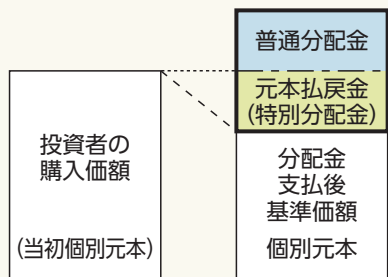 普通分配金
元本払戻金
(特別分配金)
投資者の
購入価額
(当初個別元本)
分配金
支払後
基準価額
個別元本